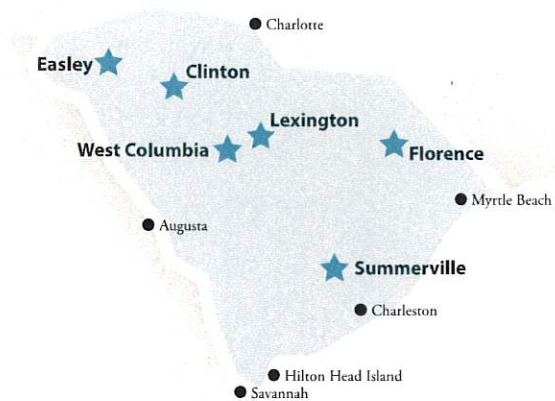 Charlotte
Easley
Clinton
Lexington
West Columbia
Florence
Myrtle Beach
Augusta
Summerville
Charleston
Hilton Head Island
Savannah